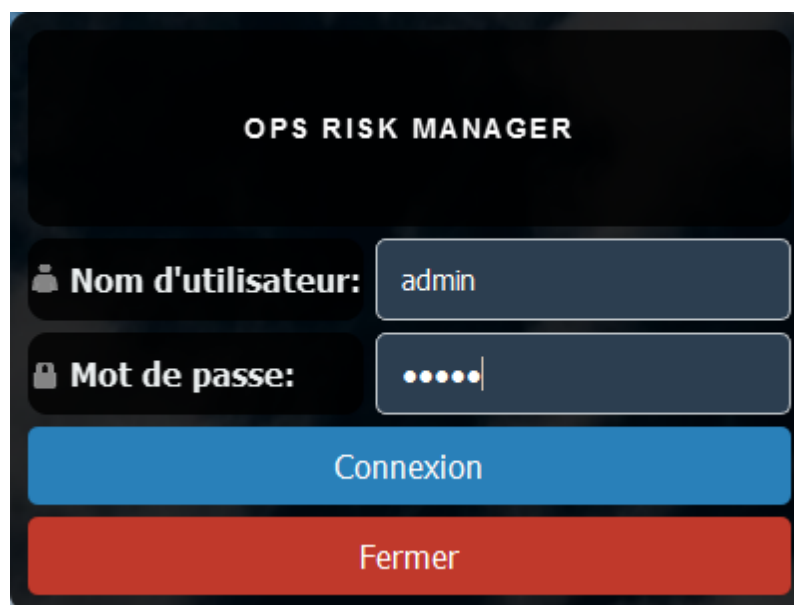 OPS RISK MANAGER
Nom d'utilisateur: admin
Mot de passe: •••••
Connexion
Fermer